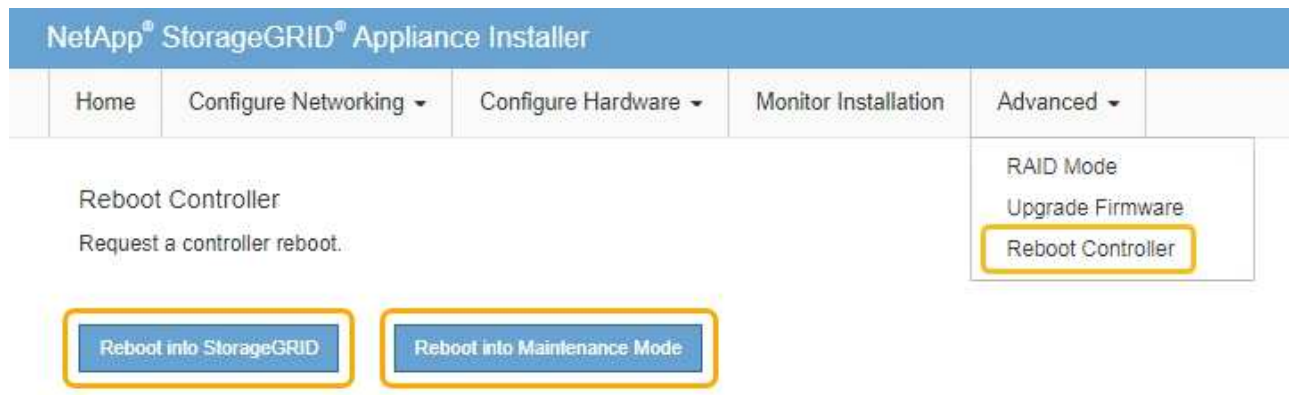 NetApp® StorageGRID® Appliance Installer
Home Configure Networking Configure Hardware Monitor Installation Advanced
RAID Mode
Upgrade Firmware
Reboot Controller
Reboot Controller
Request a controller reboot.
Reboot into StorageGRID Reboot into Maintenance Mode